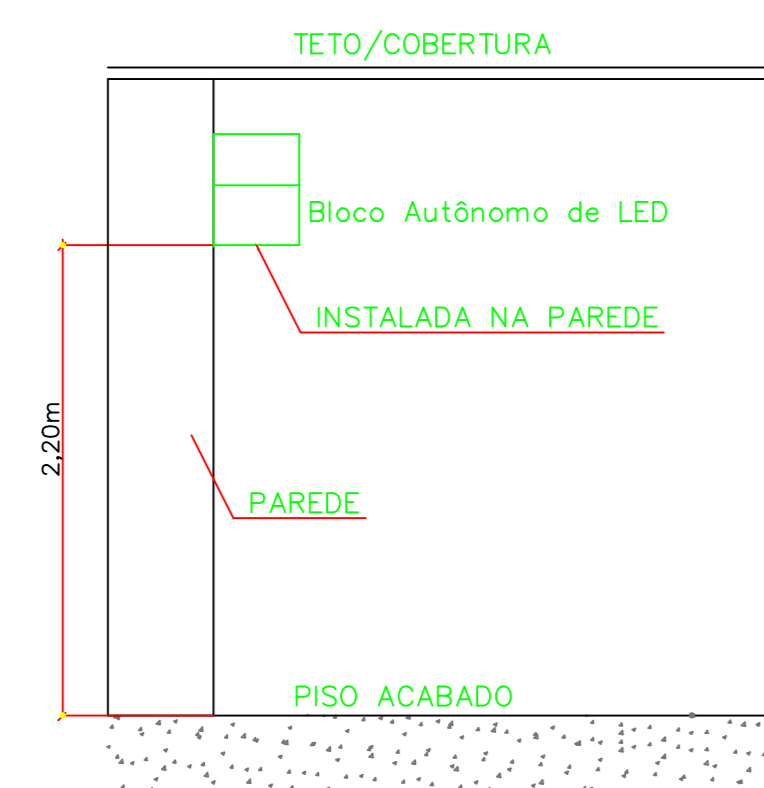 TETO/COBERTURA
Bloco Autônomo de LED
INSTALADA NA PAREDE
2,20m
PAREDE
PISO ACABADO